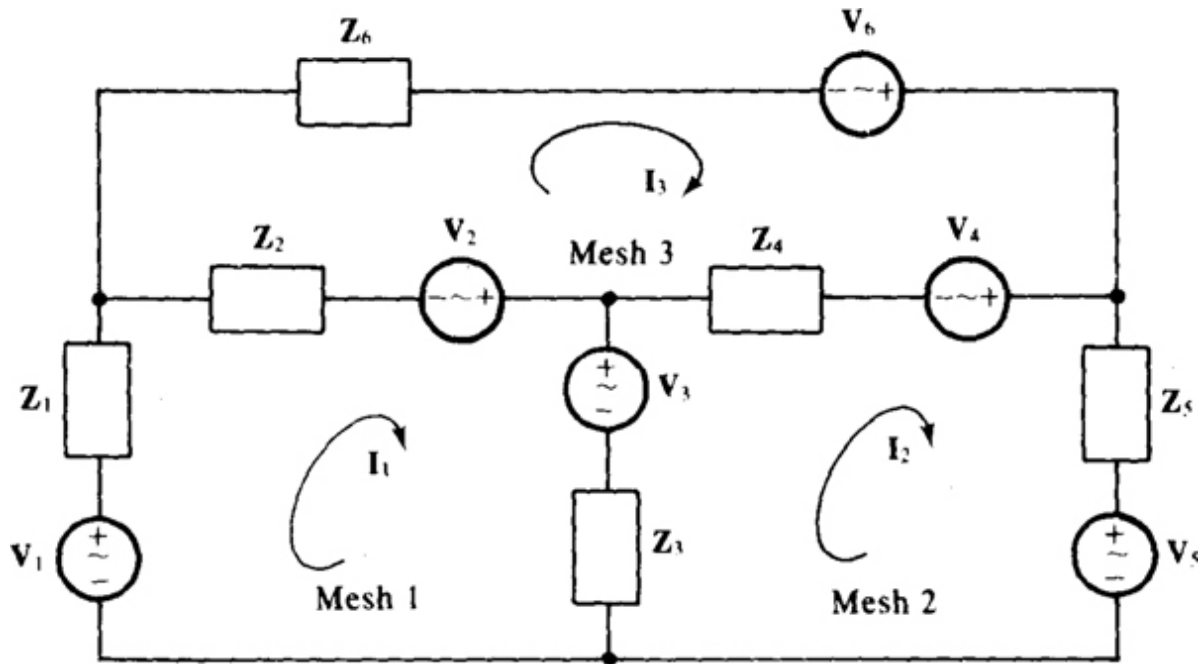 Z₆
V₆
I₃
Z₂
V₂
Mesh 3
Z₄
V₄
+
~
−
Z₁
V₃
Z₅
I₁
I₂
V₁
Z₃
V₅
Mesh 1
Mesh 2